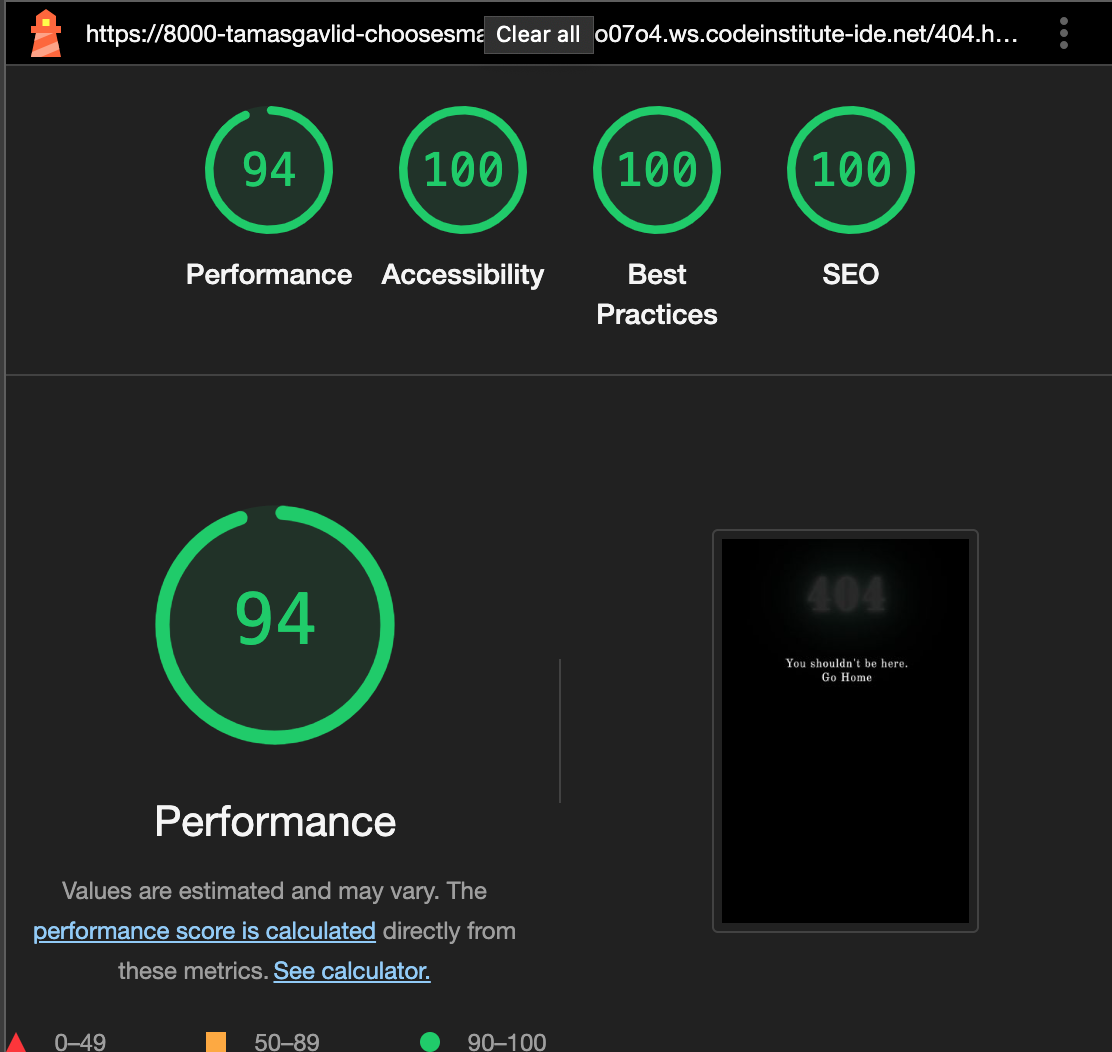 https://8000-tamasgavlid-choosesma Clear all o07o4.ws.codeinstitute-ide.net/404.h…
94 100 100 100
Performance Accessibility Best Practices SEO
94
404
You shouldn't be here.
Go Home
Performance
Values are estimated and may vary. The
performance score is calculated directly from
these metrics. See calculator.
0–49 50–89 90–100